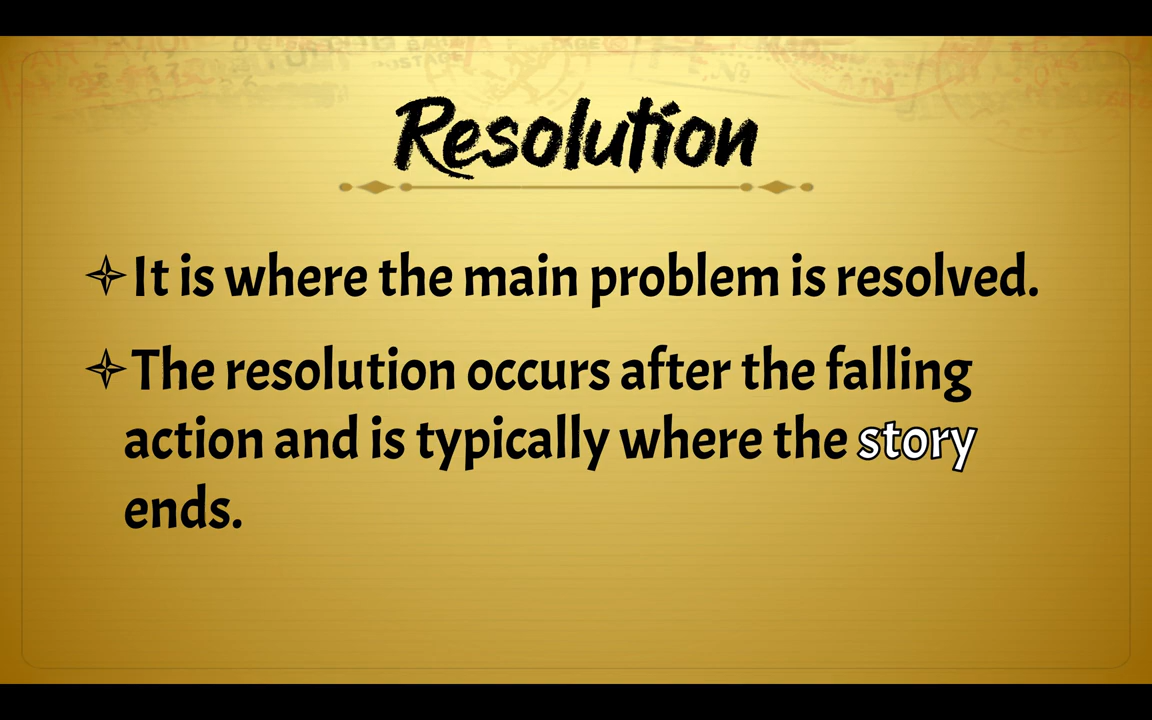 Resolution
It is where the main problem is resolved.
The resolution occurs after the falling
action and is typically where the story
ends.